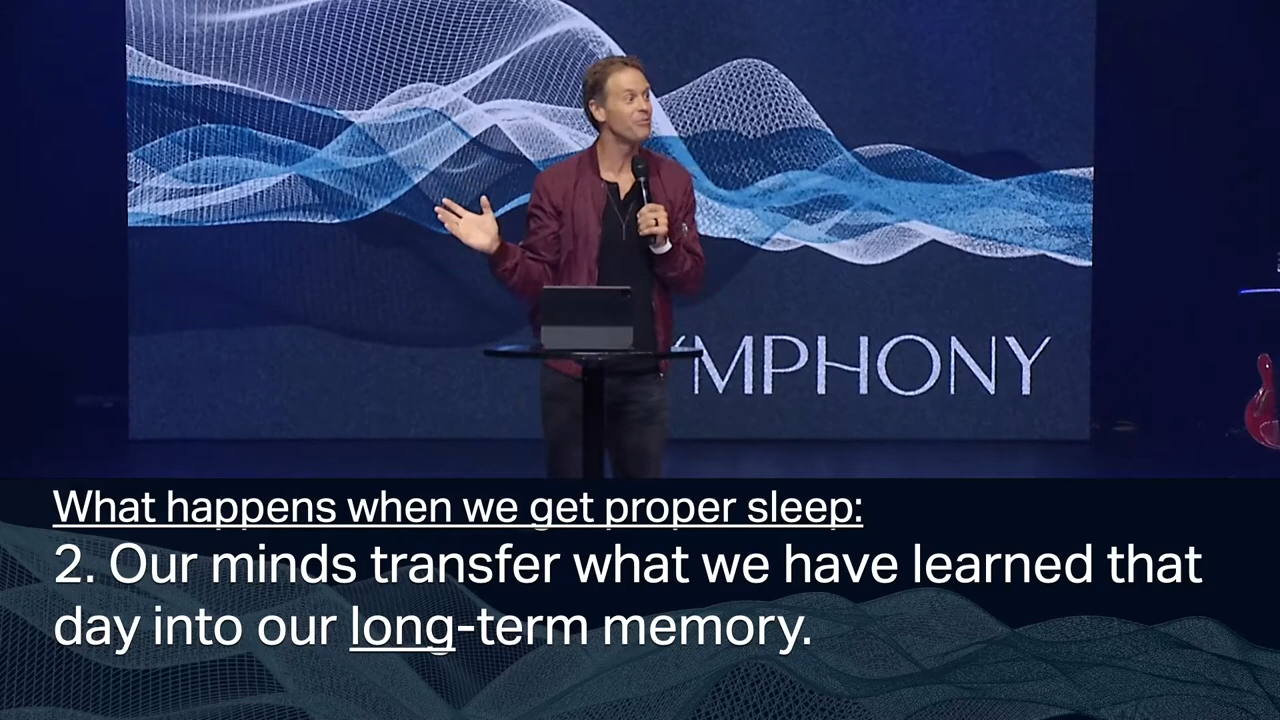 YMPHONY
What happens when we get proper sleep:
2. Our minds transfer what we have learned that
day into our long-term memory.